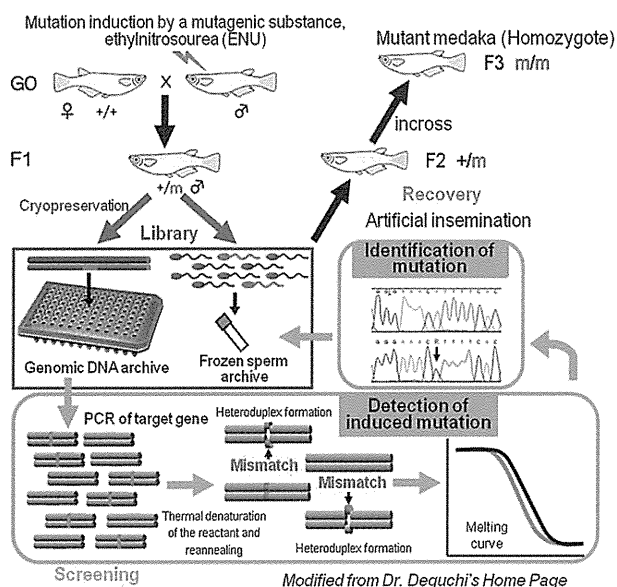 Mutation induction by a mutagenic substance,
ethylnitrosourea (ENU)
Mutant medaka (Homozygote)
F3 m/m
GO
X
♀ +/+
♂
incross
F1
+/m ♂
F2 +/m
Recovery
Cryopreservation
Library
Artificial insemination
Identification of
mutation
Genomic DNA archive
Frozen sperm
archive
Detection of
induced mutation
PCR of target gene
Heteroduplex formation
Mismatch
Mismatch
Thermal denaturation
of the reactant and
reannealing
Heteroduplex formation
Melting
curve
Screening
Modified from Dr. Deguchi's Home Page